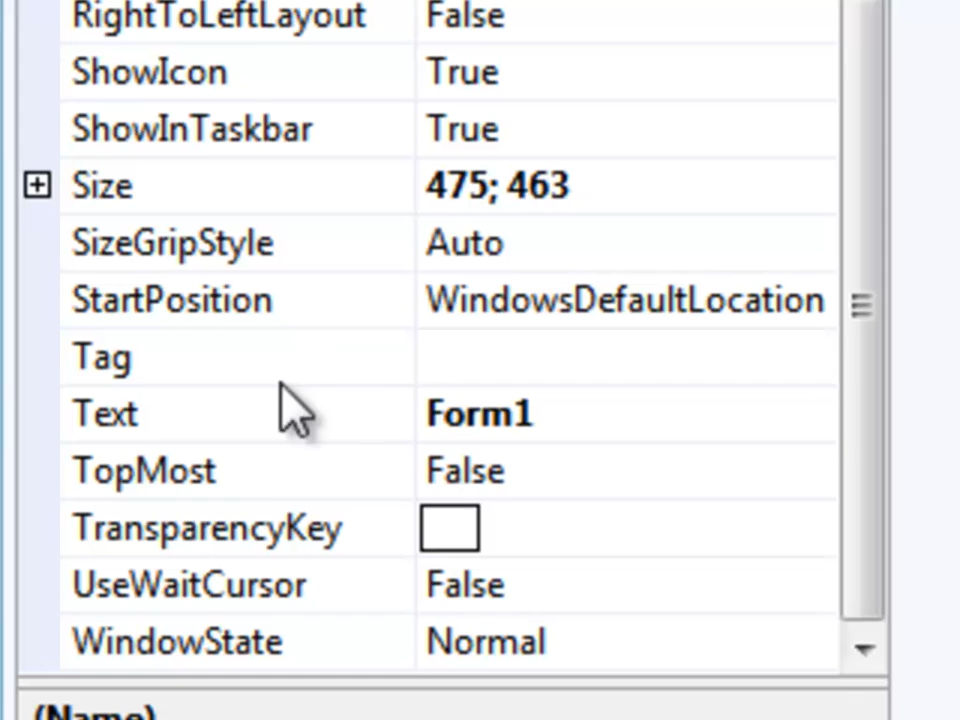 RightToLeftLayout False
ShowIcon True
ShowInTaskbar True
Size 475; 463
SizeGripStyle Auto
StartPosition WindowsDefaultLocation
Tag
Text Form1
TopMost False
TransparencyKey
UseWaitCursor False
WindowState Normal
(Name)